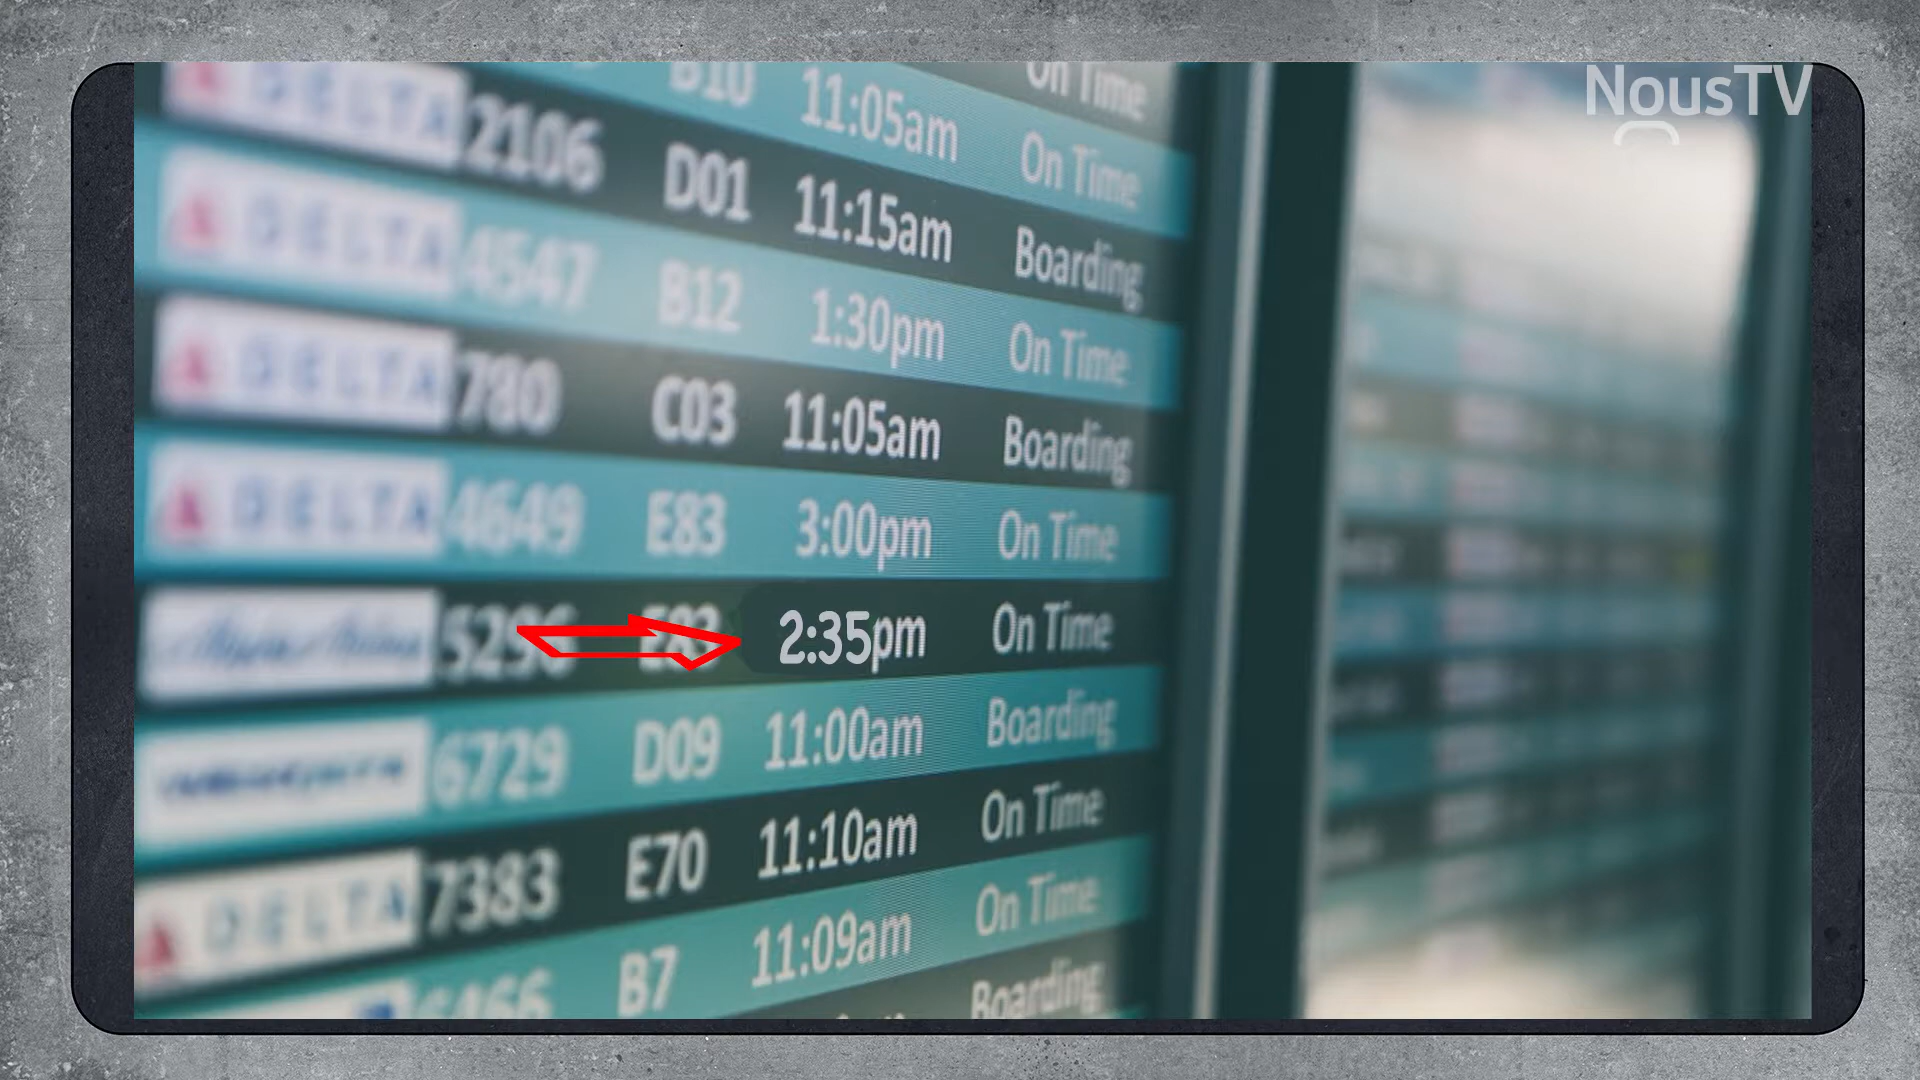 NousTV
On Time
B10 11:05am On Time
DELTA 2106 D01 11:15am Boarding
DELTA 4547 B12 1:30pm On Time
DELTA 780 C03 11:05am Boarding
DELTA 4649 E83 3:00pm On Time
2:35pm On Time
6729 D09 11:00am Boarding
DELTA 7383 E70 11:10am On Time
B7 11:09am On Time
Boarding